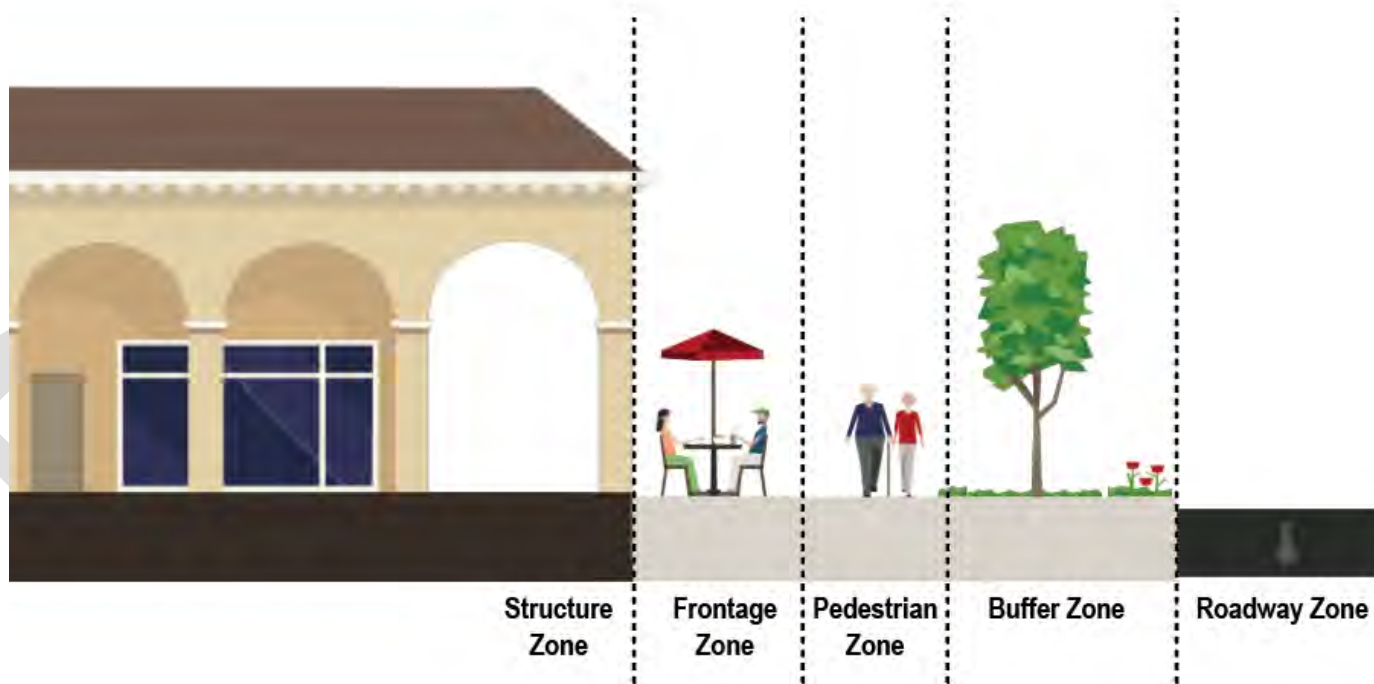 Structure
Zone
Frontage
Zone
Pedestrian
Zone
Buffer Zone
Roadway Zone